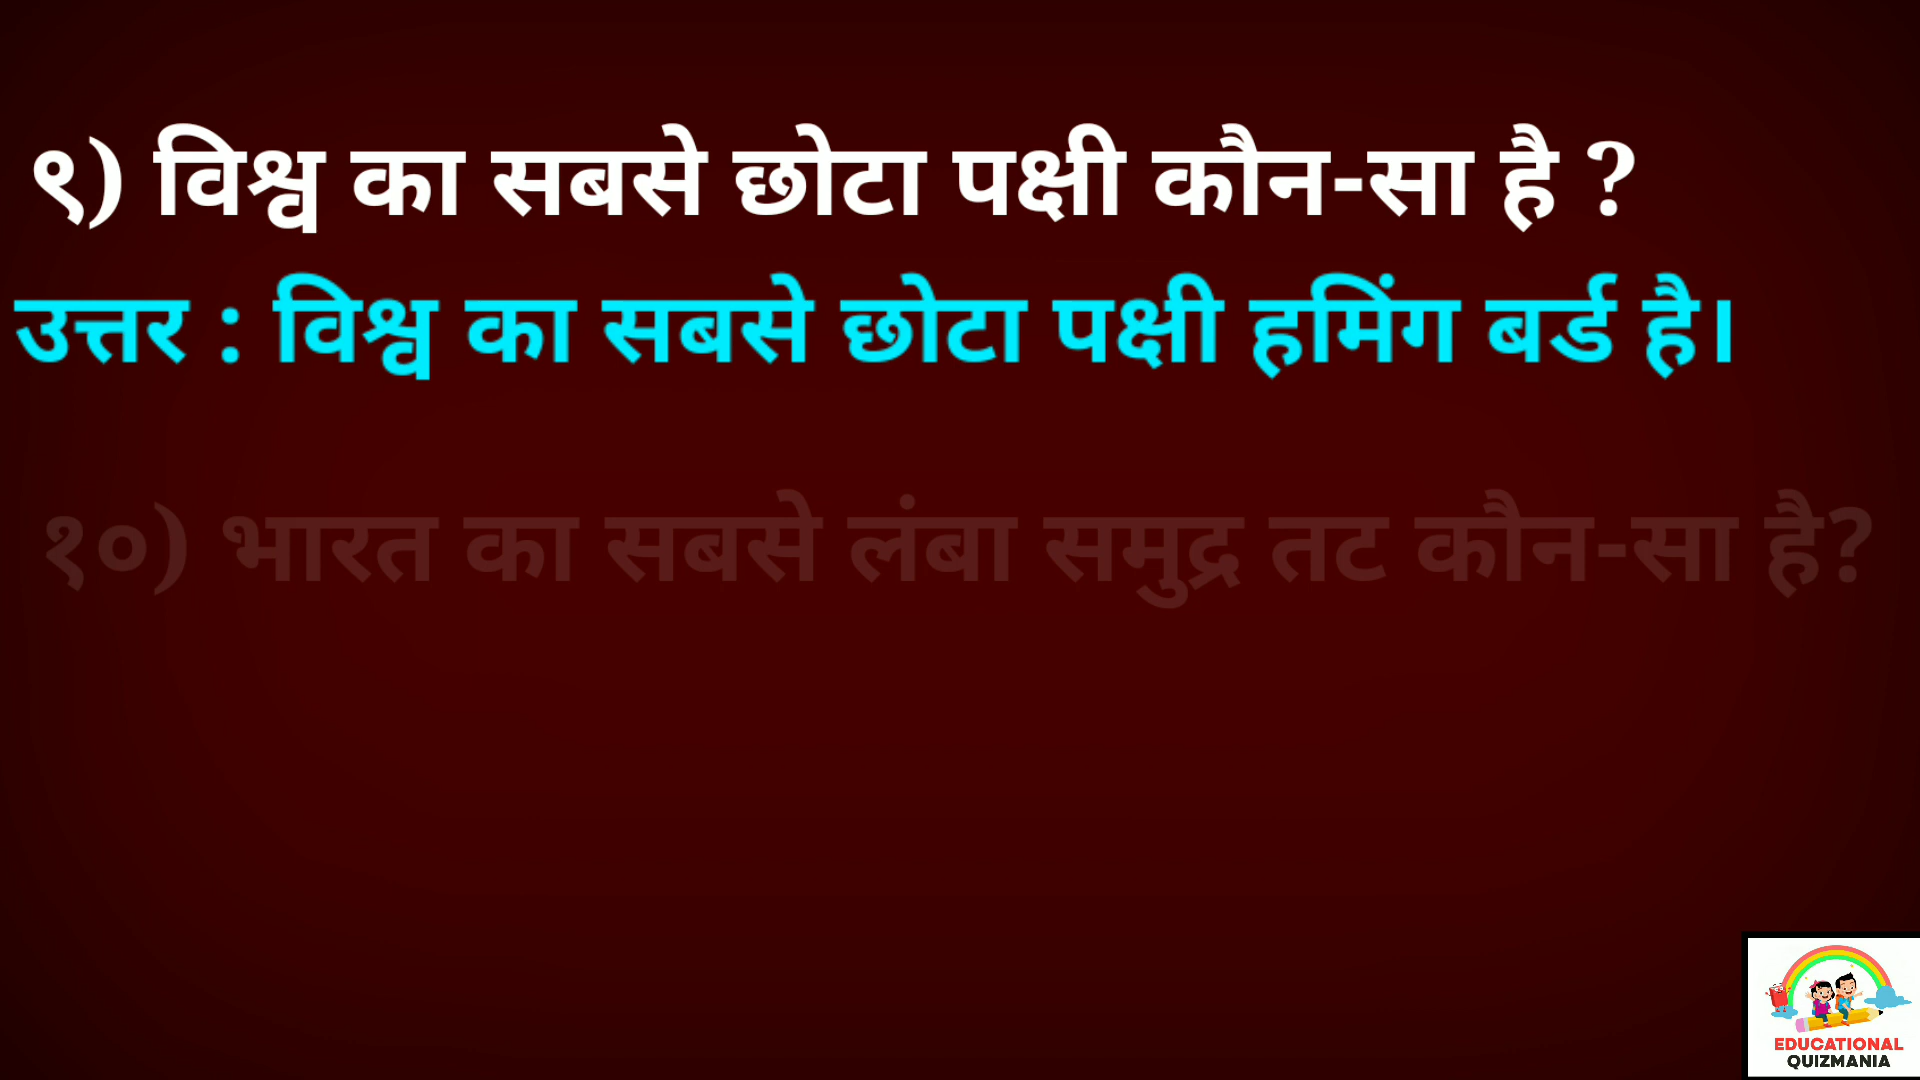 ९) विश्व का सबसे छोटा पक्षी कौन-सा है ?
उत्तर : विश्व का सबसे छोटा पक्षी हमिंग बर्ड है।
१०) भारत का सबसे लंबा समुद्र तट कौन-सा है?
EDUCATIONAL
QUIZMANIA